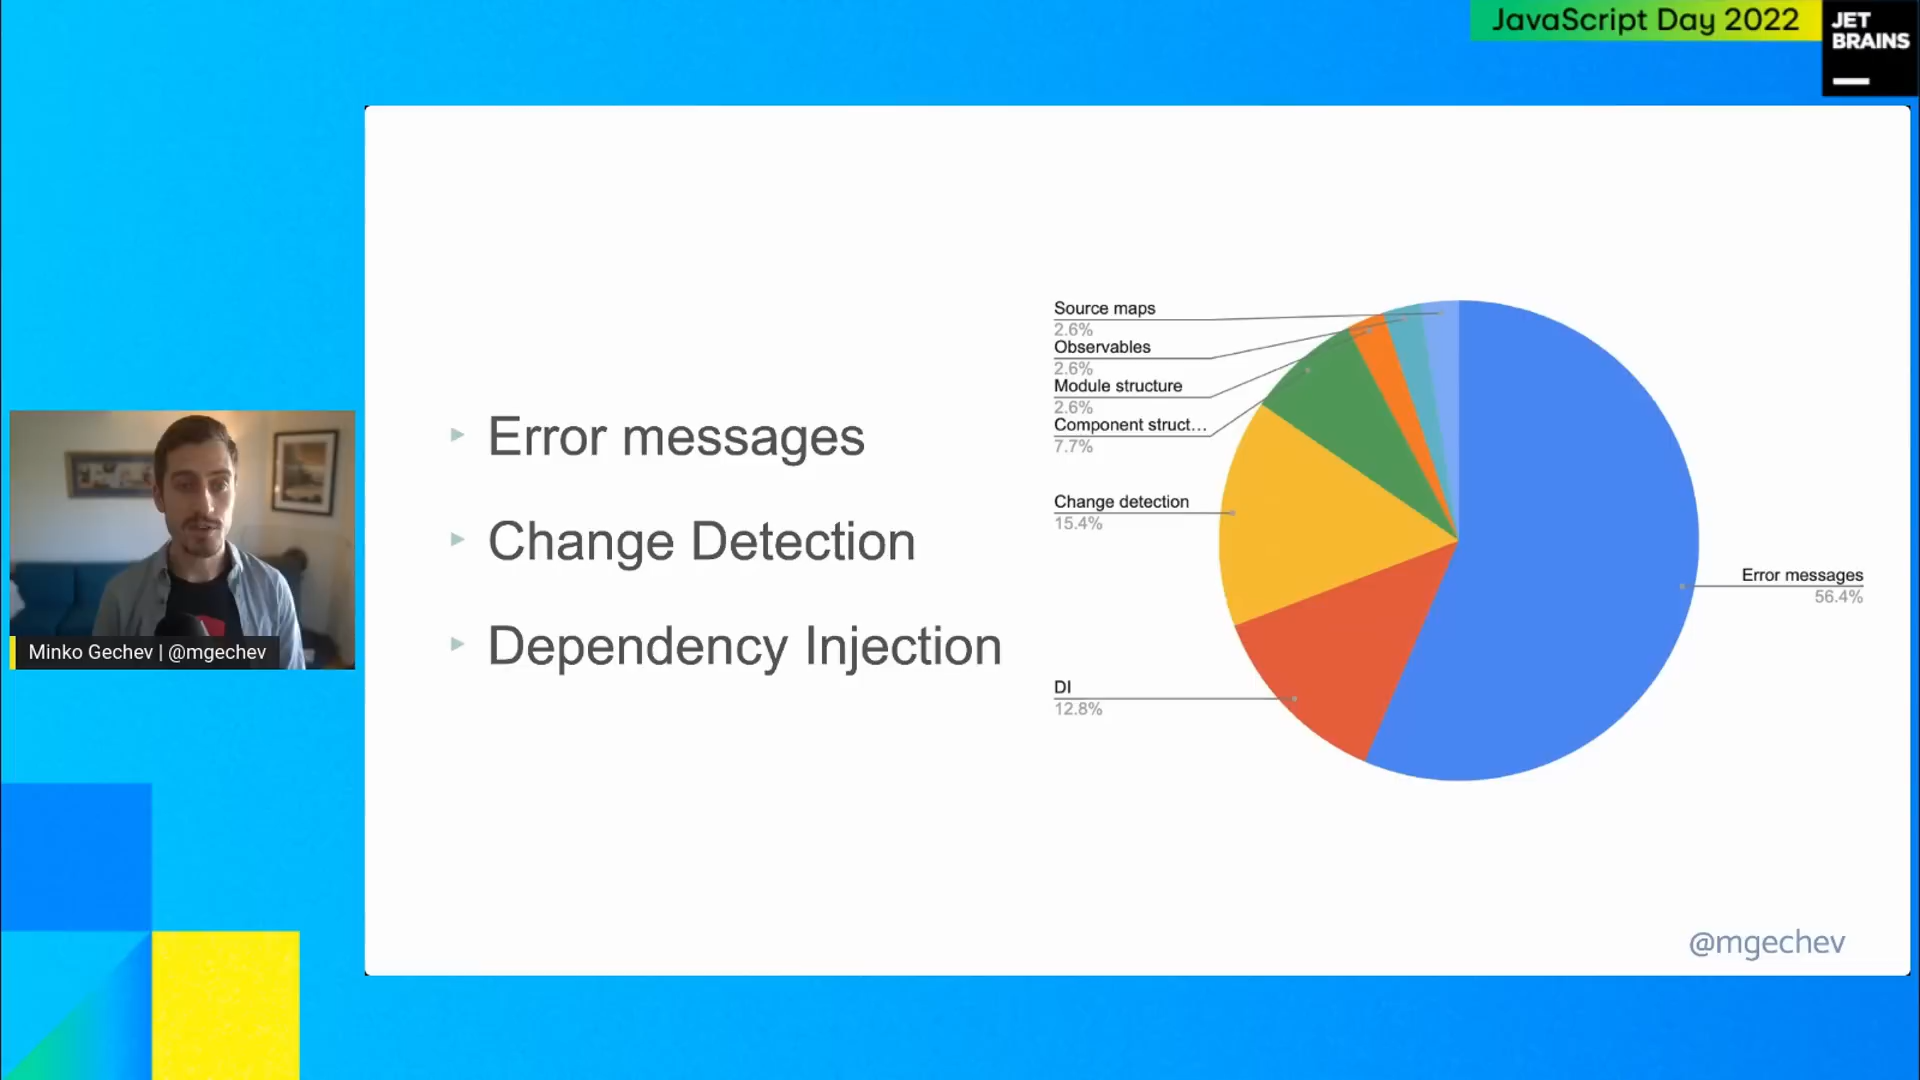 JavaScript Day 2022
JET
BRAINS
Error messages
Change Detection
Dependency Injection
Source maps
2.6%
Observables
2.6%
Module structure
2.6%
Component struct...
7.7%
Change detection
15.4%
DI
12.8%
Error messages
56.4%
Minko Gechev | @mgechev
@mgechev